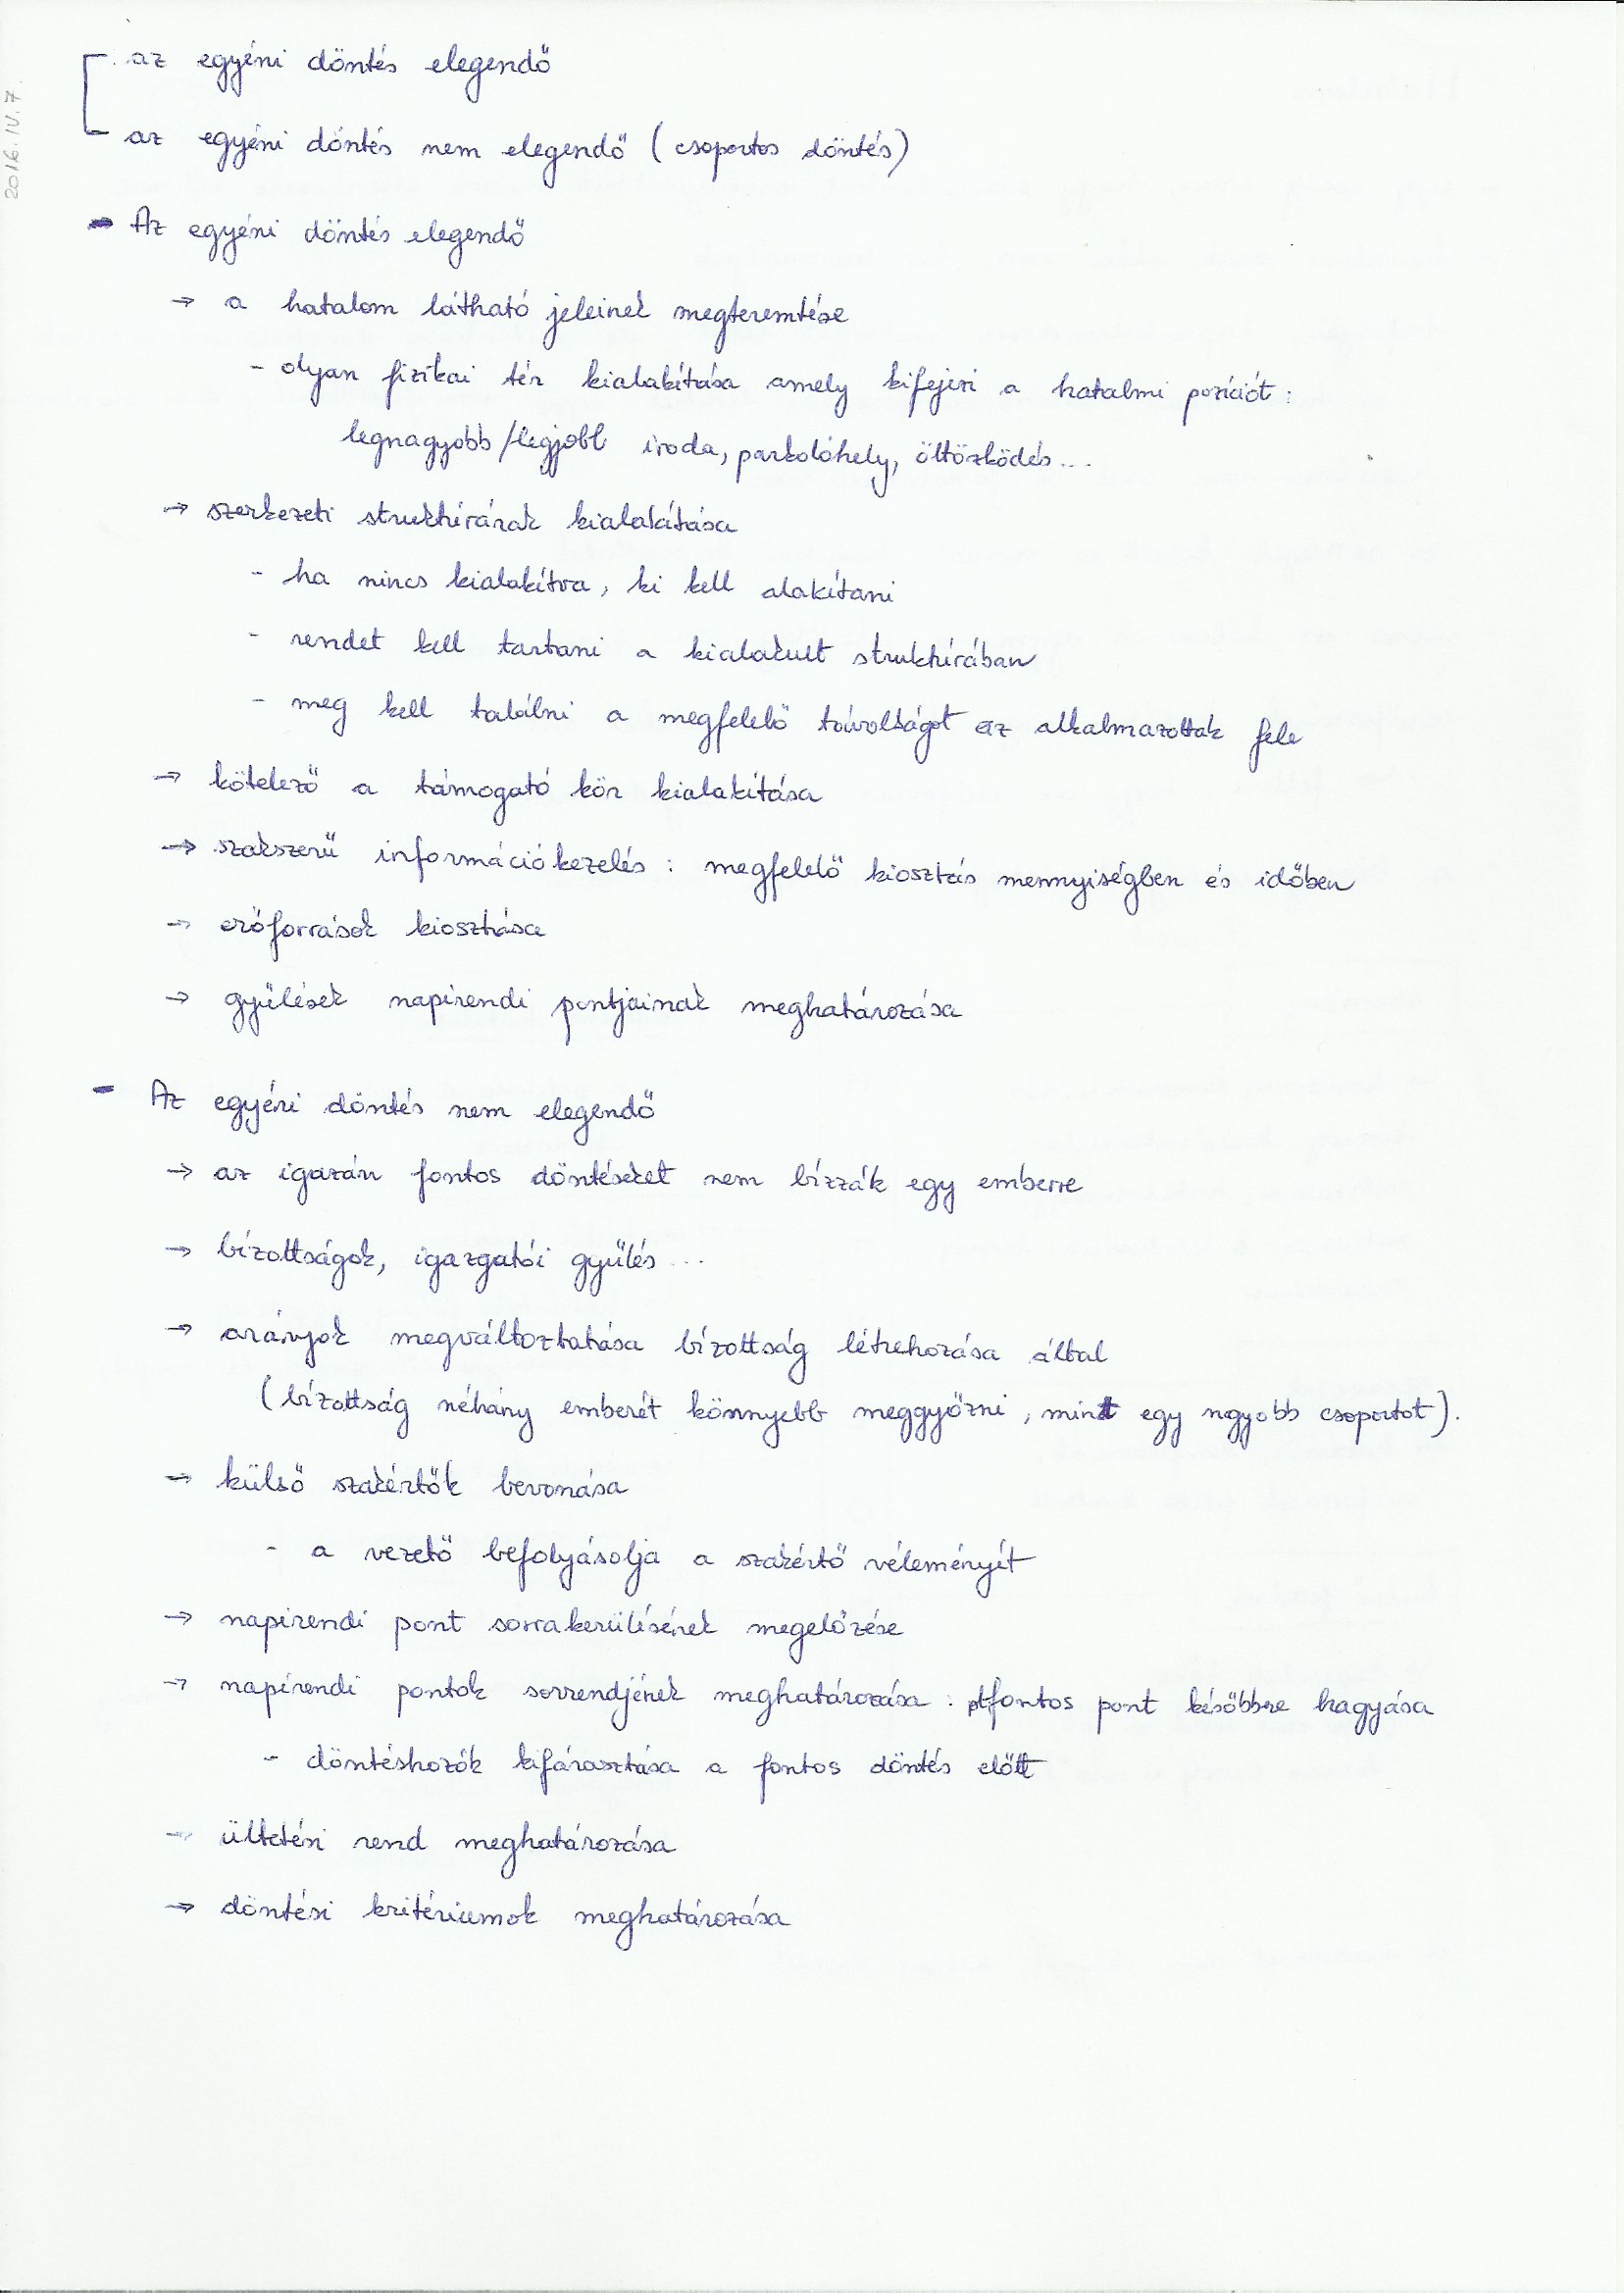 2016.IV.7.
az egyéni döntés elegendő
az egyéni döntés nem elegendő (csoportos döntés)
- Az egyéni döntés elegendő
→ a hatalom látható jeleinek megteremtése
- olyan fizikai tér kialakítása amely kifejezi a hatalmi pozíciót:
legnagyobb/legjobb iroda, parkolóhely, öltözködés...
→ szerkezeti struktúrának kialakítása
- ha nincs kialakítva, ki kell alakítani
- rendet kell tartani a kialakult struktúrában
- meg kell találni a megfelelő távolságot az alkalmazottak fele
→ kötelező a támogató kör kialakítása
→ szakszerű információkezelés: megfelelő kiosztás mennyiségben és időben
→ erőforrások kiosztása
→ gyűlések napirendi pontjainak meghatározása
- Az egyéni döntés nem elegendő
→ az igazán fontos döntéseket nem bízzák egy emberre
→ bizottságok, igazgatói gyűlés...
→ arányok megváltoztatása bizottság létrehozása által
(bizottság néhány emberét könnyebb meggyőzni, mint egy ngyobb csoportot).
→ külső szakértők bevonása
- a vezető befolyásolja a szakértő véleményét
→ napirendi pont sorrakerülésének megelőzése
→ napirendi pontok sorrendjének meghatározása: fontos pont későbbre hagyása
- döntéshozók kifárasztása a fontos döntés előtt
→ ültetési rend meghatározása
→ döntési kritériumok meghatározása